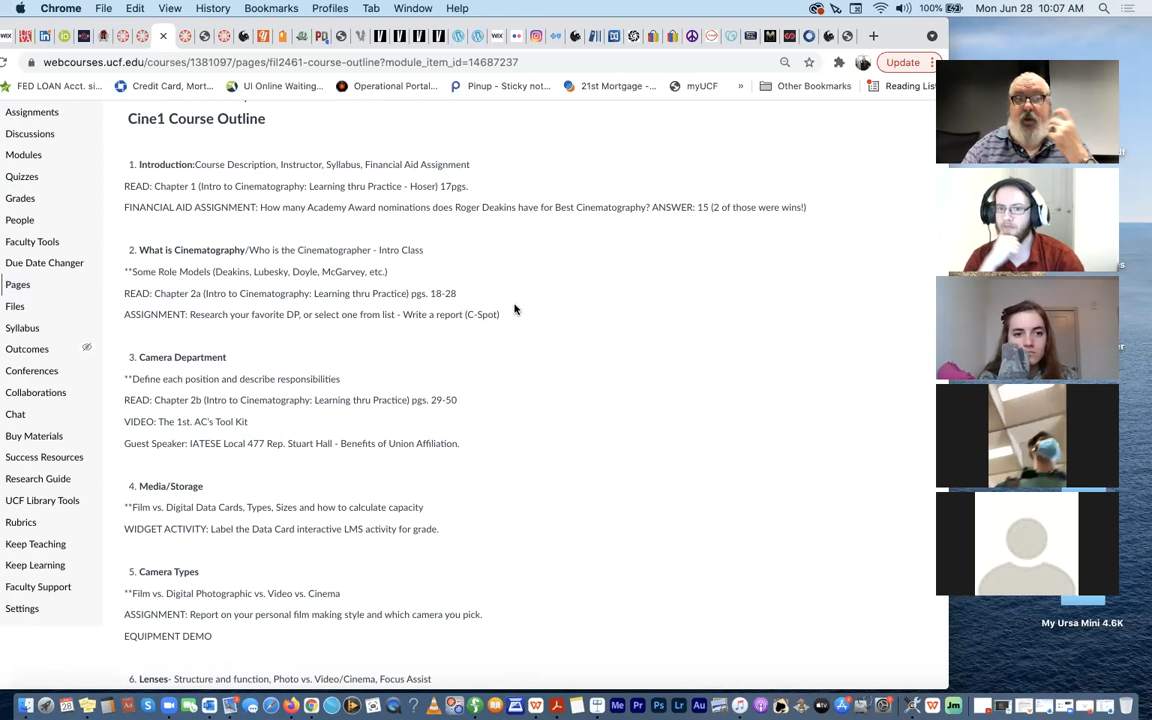 Chrome File Edit View History Bookmarks Profiles Tab Window Help 100% Mon Jun 28 10:07 AM
webcourses.ucf.edu/courses/1381097/pages/fil2461-course-outline?module_item_id=14687237 Update
FED LOAN Acct. si... Credit Card, Mort... UI Online Waiting... Operational Portal... Pinup - Sticky not... 21st Mortgage -... myUCF » Other Bookmarks Reading List
Assignments
Discussions
Modules
Quizzes
Grades
People
Faculty Tools
Due Date Changer
Pages
Files
Syllabus
Outcomes
Conferences
Collaborations
Chat
Buy Materials
Success Resources
Research Guide
UCF Library Tools
Rubrics
Keep Teaching
Keep Learning
Faculty Support
Settings
Cine1 Course Outline
1. Introduction:Course Description, Instructor, Syllabus, Financial Aid Assignment
READ: Chapter 1 (Intro to Cinematography: Learning thru Practice - Hoser) 17pgs.
FINANCIAL AID ASSIGNMENT: How many Academy Award nominations does Roger Deakins have for Best Cinematography? ANSWER: 15 (2 of those were wins!)
2. What is Cinematography/Who is the Cinematographer - Intro Class
**Some Role Models (Deakins, Lubesky, Doyle, McGarvey, etc.)
READ: Chapter 2a (Intro to Cinematography: Learning thru Practice) pgs. 18-28
ASSIGNMENT: Research your favorite DP, or select one from list - Write a report (C-Spot)
3. Camera Department
**Define each position and describe responsibilities
READ: Chapter 2b (Intro to Cinematography: Learning thru Practice) pgs. 29-50
VIDEO: The 1st. AC's Tool Kit
Guest Speaker: IATESE Local 477 Rep. Stuart Hall - Benefits of Union Affiliation.
4. Media/Storage
**Film vs. Digital Data Cards, Types, Sizes and how to calculate capacity
WIDGET ACTIVITY: Label the Data Card interactive LMS activity for grade.
5. Camera Types
**Film vs. Digital Photographic vs. Video vs. Cinema
ASSIGNMENT: Report on your personal film making style and which camera you pick.
EQUIPMENT DEMO
6. Lenses- Structure and function, Photo vs. Video/Cinema, Focus Assist
My Ursa Mini 4.6K